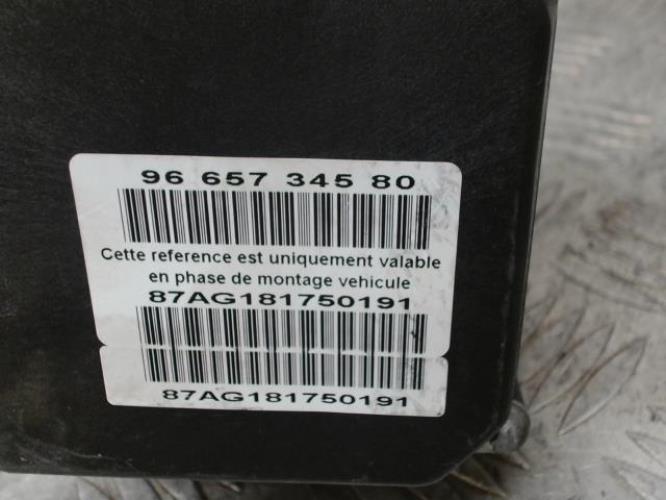 96 657 345 80
Cette reference est uniquement valable
en phase de montage vehicule
87AG181750191
87AG181750191